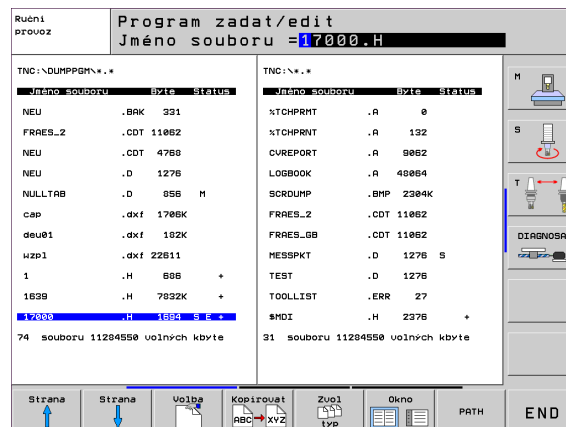 Ruční
provoz
Program zadat/edit
Jméno souboru =17000.H
TNC:\DUMPPGM\*.*
Jméno souboru Byte Status
NEU .BAK 331
FRAES_2 .CDT 11062
NEU .CDT 4768
NEU .D 1276
NULLTAB .D 856 M
cap .dxf 1706K
deu01 .dxf 182K
wzpl .dxf 22611
1 .H 686 +
1639 .H 7832K +
17000 .H 1694 S E +
74 souboru 11284550 volných kbyte
TNC:\*.*
Jméno souboru Byte Status
%TCHPRMT .A 0
%TCHPRNT .A 132
CVREPORT .A 9062
LOGBOOK .A 48064
SCRDUMP .BMP 2304K
FRAES_2 .CDT 11062
FRAES_GB .CDT 11062
MESSPKT .D 1276 S
TEST .D 1276
TOOLLIST .ERR 27
$MDI .H 2376 +
31 souboru 11284550 volných kbyte
M
S
T
DIAGNOSA
Strana Strana Volba Kopirovat Zvol Okno PATH END
ABC XYZ
typ